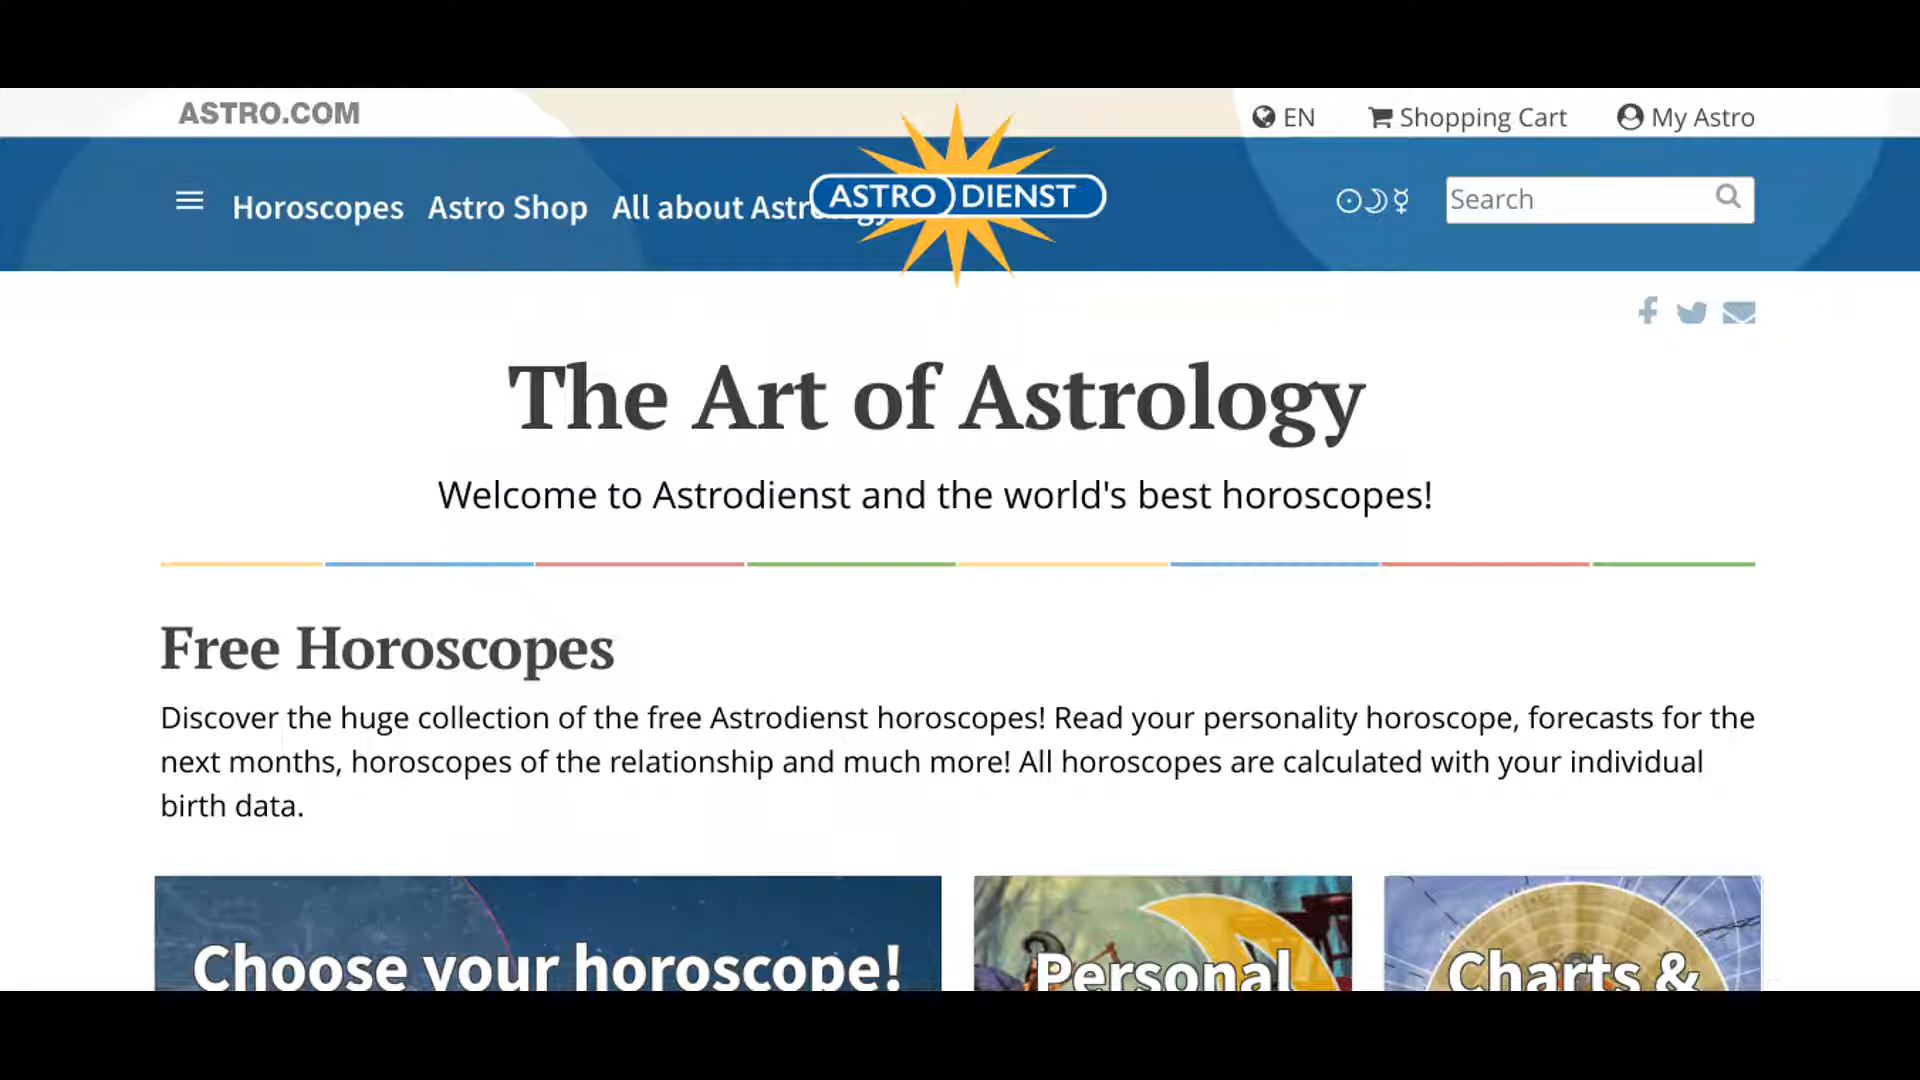 ASTRO.COM
EN Shopping Cart My Astro
Horoscopes Astro Shop All about Astrology
ASTRO DIENST
Search
The Art of Astrology
Welcome to Astrodienst and the world's best horoscopes!
Free Horoscopes
Discover the huge collection of the free Astrodienst horoscopes! Read your personality horoscope, forecasts for the
next months, horoscopes of the relationship and much more! All horoscopes are calculated with your individual
birth data.
Choose your horoscope!
Personal
Charts &